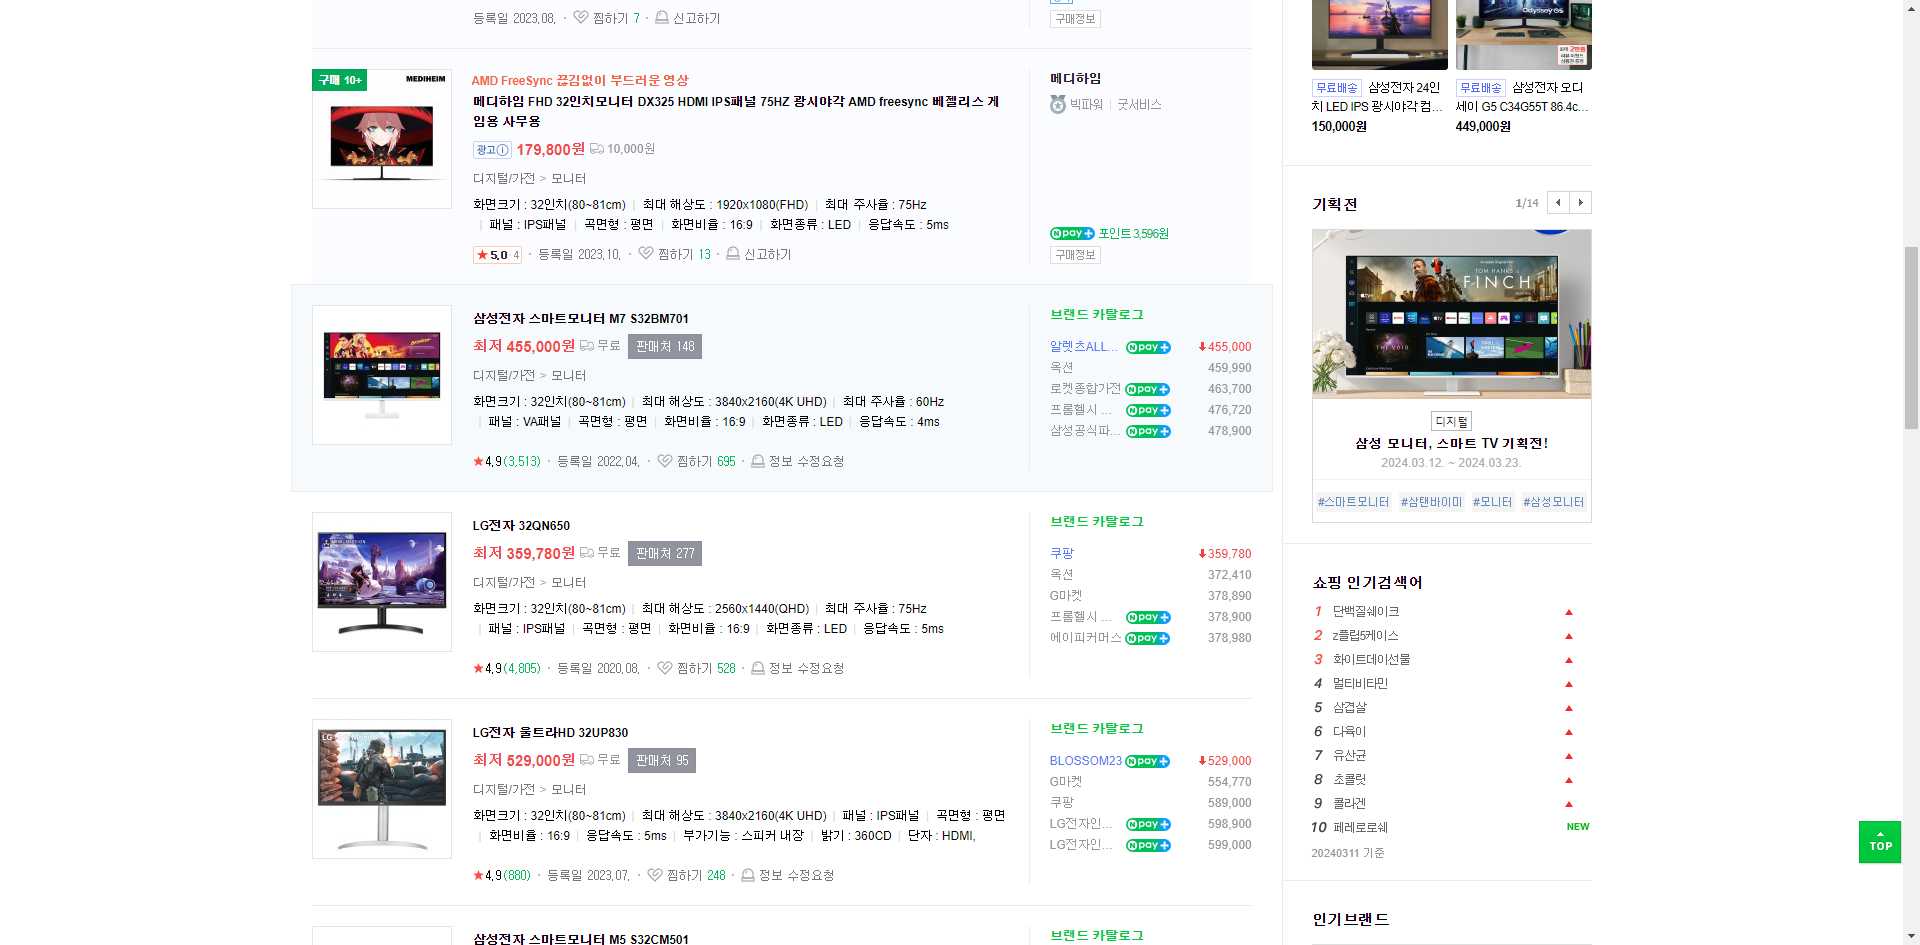 등록일 2023.08. · 찜하기 7 · 신고하기
구매정보
구매 10+
MEDIHEIM
AMD FreeSync 끊김없이 부드러운 영상
메디하임 FHD 32인치모니터 DX325 HDMI IPS패널 75HZ 광시야각 AMD freesync 베젤리스 게
임용 사무용
광고 179,800원 10,000원
디지털/가전 > 모니터
화면크기 : 32인치(80~81cm) | 최대 해상도 : 1920x1080(FHD) | 최대 주사율 : 75Hz
| 패널 : IPS패널 | 곡면형 : 평면 | 화면비율 : 16:9 | 화면종류 : LED | 응답속도 : 5ms
★ 5.0 4 · 등록일 2023.10. · 찜하기 13 · 신고하기
메디하임
빅파워 | 굿서비스
N pay+ 포인트 3,596원
구매정보
삼성전자 스마트모니터 M7 S32BM701
최저 455,000원 무료 판매처 148
디지털/가전 > 모니터
화면크기 : 32인치(80~81cm) | 최대 해상도 : 3840x2160(4K UHD) | 최대 주사율 : 60Hz
| 패널 : VA패널 | 곡면형 : 평면 | 화면비율 : 16:9 | 화면종류 : LED | 응답속도 : 4ms
★4.9(3,513) · 등록일 2022.04. · 찜하기 695 · 정보 수정요청
브랜드 카탈로그
알렛츠ALL... N pay+ 455,000
옥션 459,990
로켓종합가전 N pay+ 463,700
프롬헬시 ... N pay+ 476,720
삼성공식파... N pay+ 478,900
LG전자 32QN650
최저 359,780원 무료 판매처 277
디지털/가전 > 모니터
화면크기 : 32인치(80~81cm) | 최대 해상도 : 2560x1440(QHD) | 최대 주사율 : 75Hz
| 패널 : IPS패널 | 곡면형 : 평면 | 화면비율 : 16:9 | 화면종류 : LED | 응답속도 : 5ms
★4.9(4,805) · 등록일 2020.08. · 찜하기 528 · 정보 수정요청
브랜드 카탈로그
쿠팡 359,780
옥션 372,410
G마켓 378,890
프롬헬시 ... N pay+ 378,900
에이피커머스 N pay+ 378,980
LG
LG전자 울트라HD 32UP830
최저 529,000원 무료 판매처 95
디지털/가전 > 모니터
화면크기 : 32인치(80~81cm) | 최대 해상도 : 3840x2160(4K UHD) | 패널 : IPS패널 | 곡면형 : 평면
| 화면비율 : 16:9 | 응답속도 : 5ms | 부가기능 : 스피커 내장 | 밝기 : 360CD | 단자 : HDMI,
★4.9(880) · 등록일 2023.07. · 찜하기 248 · 정보 수정요청
브랜드 카탈로그
BLOSSOM23 N pay+ 529,000
G마켓 554,770
쿠팡 589,000
LG전자인... N pay+ 598,900
LG전자인... N pay+ 599,000
삼성전자 스마트모니터 M5 S32CM501
브랜드 카탈로그
Odyssey G5
무료배송 삼성전자 24인
치 LED IPS 광시야각 컴...
150,000원
무료배송 삼성전자 오디
세이 G5 C34G55T 86.4c...
449,000원
기획전 1/14
TOM HANKS
FINCH
THE VOID
디지털
삼성 모니터, 스마트 TV 기획전!
2024.03.12. ~ 2024.03.23.
#스마트모니터 #삼탠바이미 #모니터 #삼성모니터
쇼핑 인기검색어
1 단백질쉐이크
2 z플립5케이스
3 화이트데이선물
4 멀티비타민
5 삼겹살
6 다육이
7 유산균
8 초콜릿
9 콜라겐
10 페레로로쉐 NEW
20240311 기준
인기브랜드
TOP